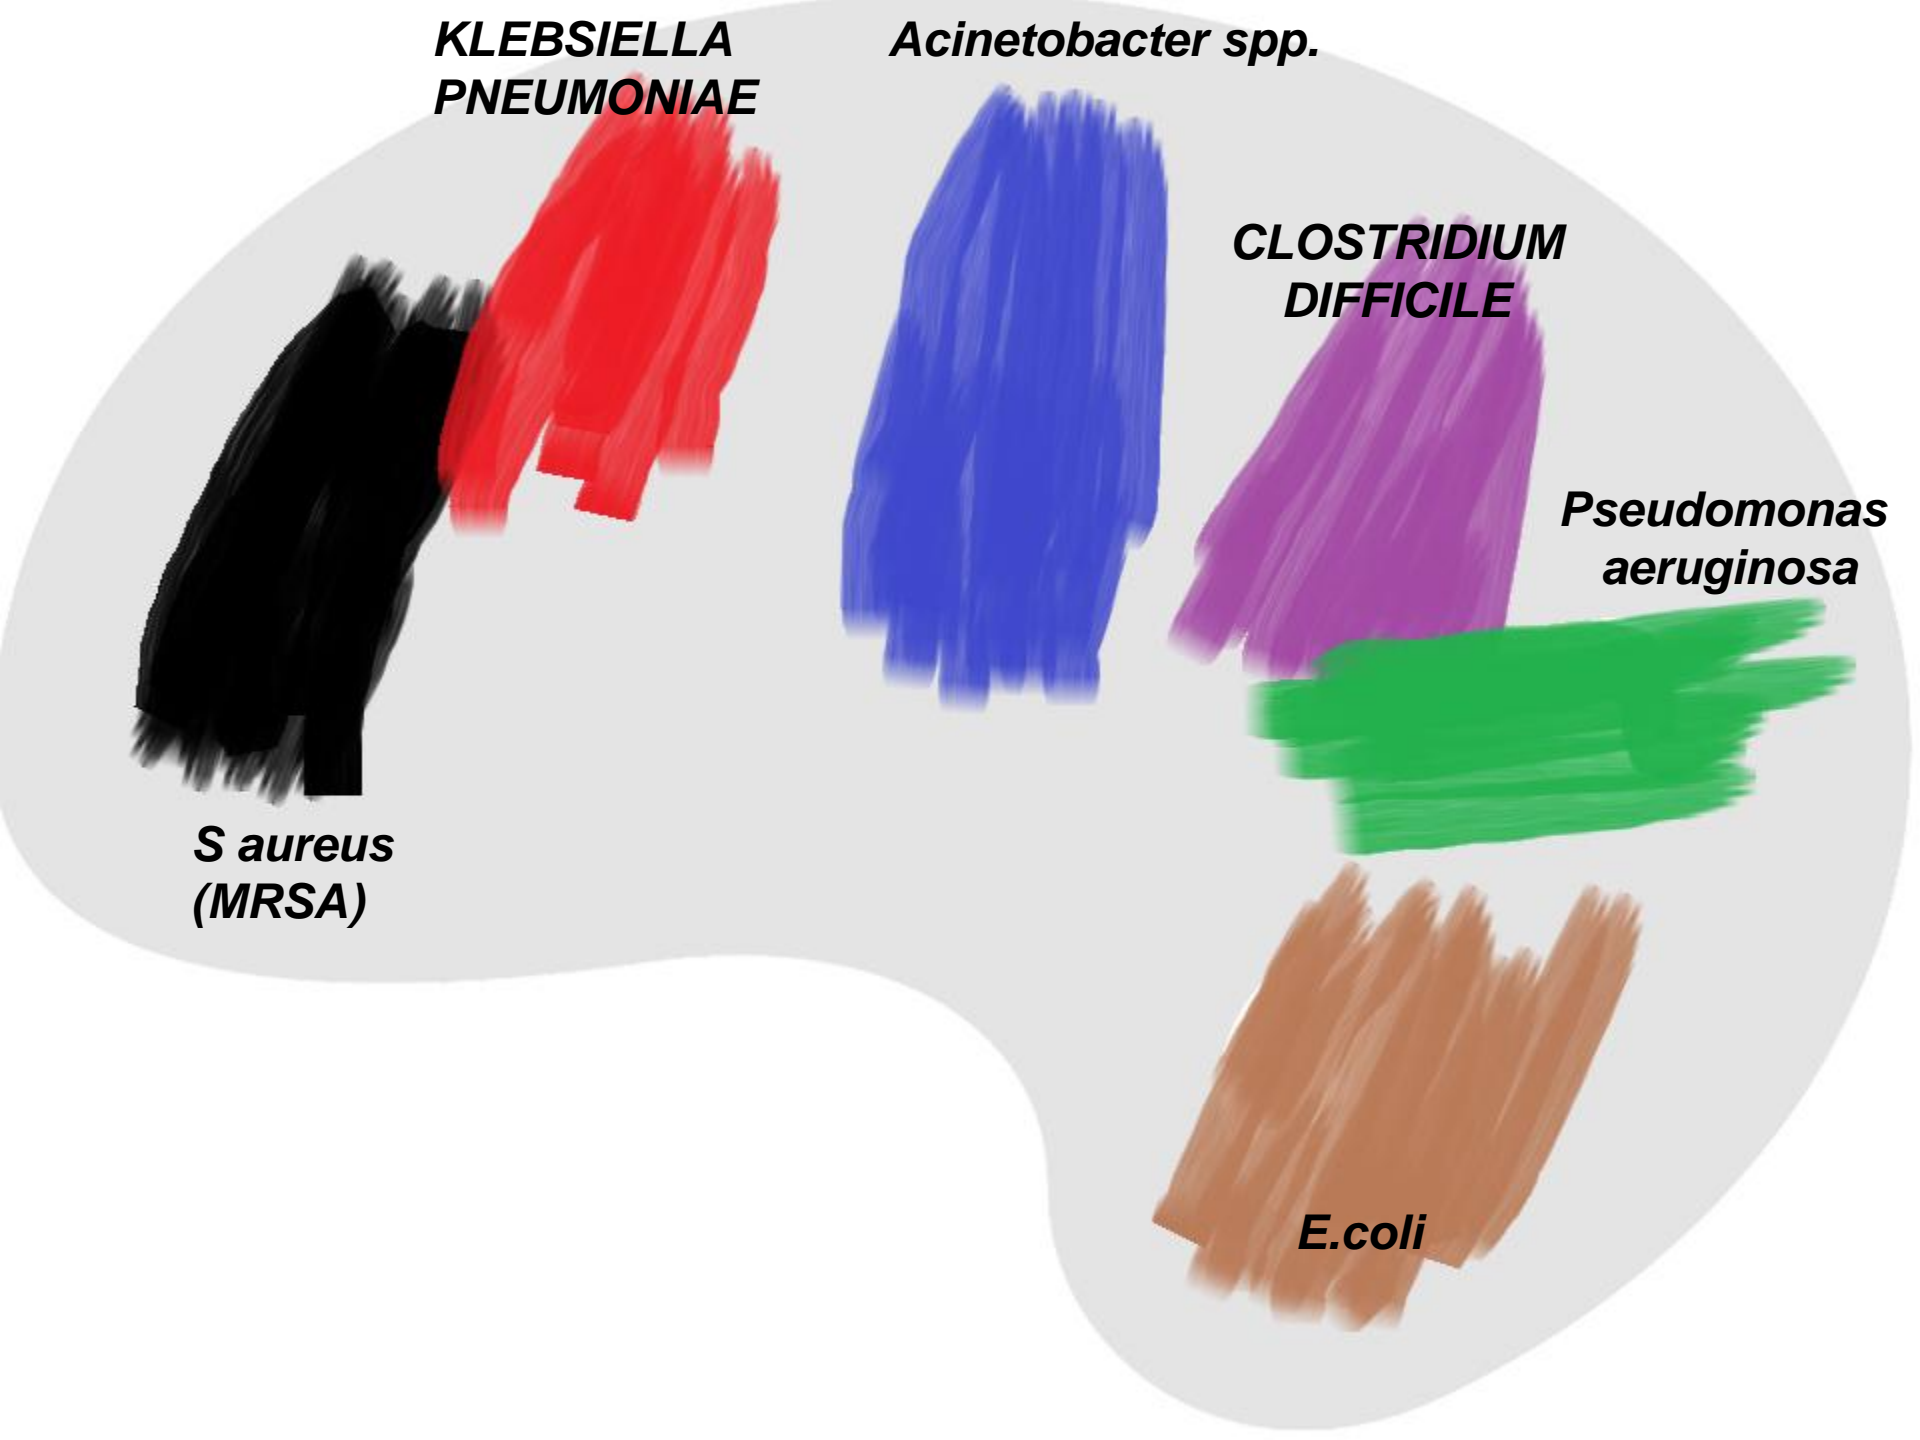 KLEBSIELLA
PNEUMONIAE
Acinetobacter spp.
CLOSTRIDIUM
DIFFICILE
Pseudomonas
aeruginosa
S aureus
(MRSA)
E.coli